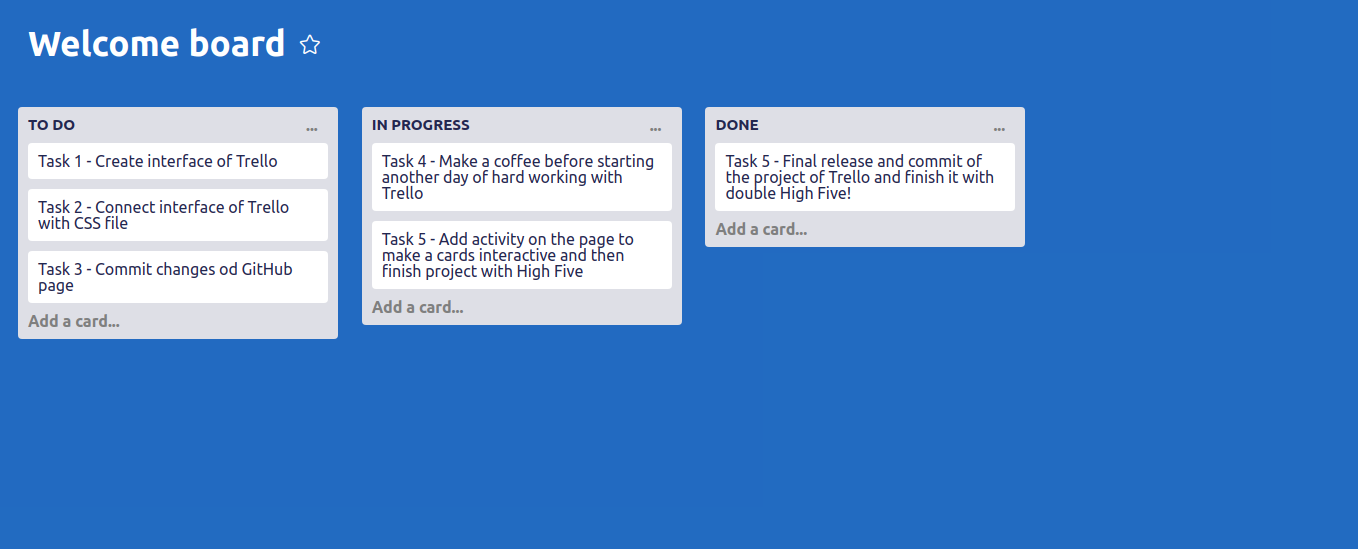 Welcome board
TO DO
...
Task 1 - Create interface of Trello
Task 2 - Connect interface of Trello
with CSS file
Task 3 - Commit changes od GitHub
page
Add a card...
IN PROGRESS
...
Task 4 - Make a coffee before starting
another day of hard working with
Trello
Task 5 - Add activity on the page to
make a cards interactive and then
finish project with High Five
Add a card...
DONE
...
Task 5 - Final release and commit of
the project of Trello and finish it with
double High Five!
Add a card...